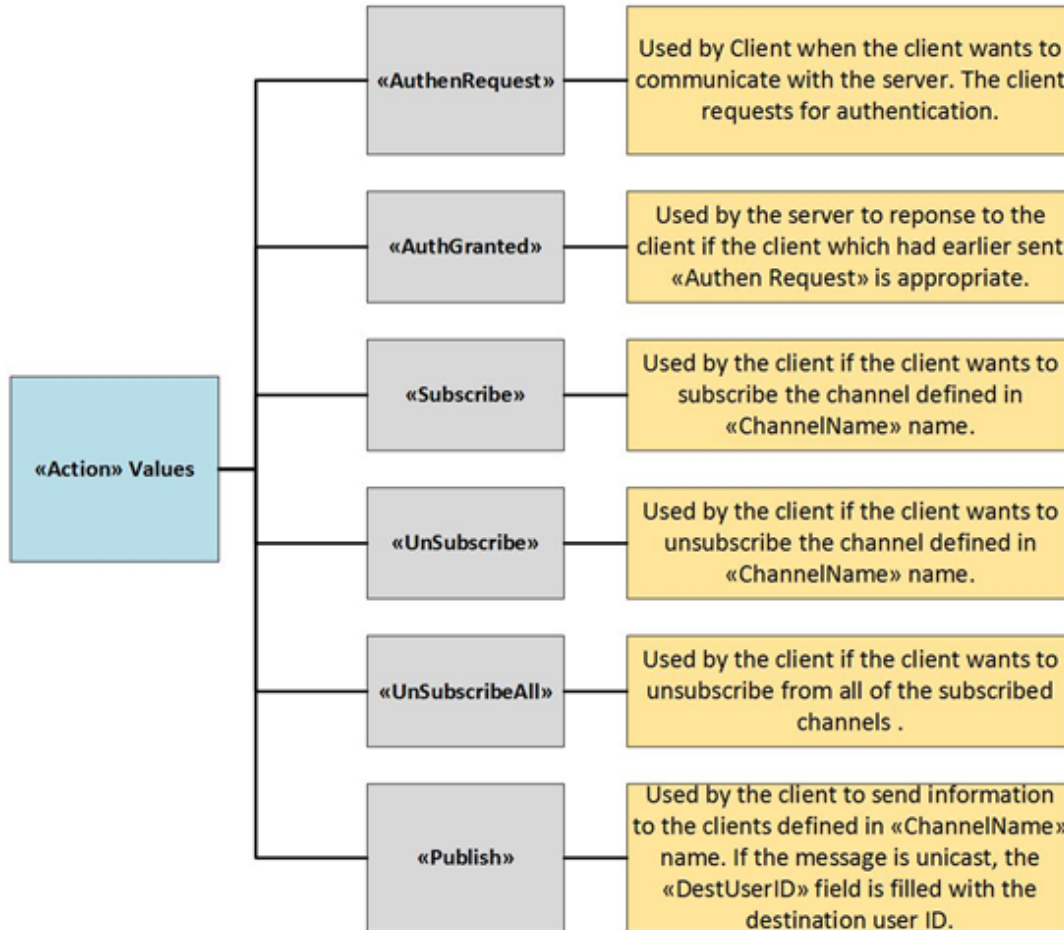 «Action» Values
«AuthenRequest»
Used by Client when the client wants to
communicate with the server. The client
requests for authentication.
«AuthGranted»
Used by the server to reponse to the
client if the client which had earlier sent
«Authen Request» is appropriate.
«Subscribe»
Used by the client if the client wants to
subscribe the channel defined in
«ChannelName» name.
«UnSubscribe»
Used by the client if the client wants to
unsubscribe the channel defined in
«ChannelName» name.
«UnSubscribeAll»
Used by the client if the client wants to
unsubscribe from all of the subscribed
channels .
«Publish»
Used by the client to send information
to the clients defined in «ChannelName»
name. If the message is unicast, the
«DestUserID» field is filled with the
destination user ID.